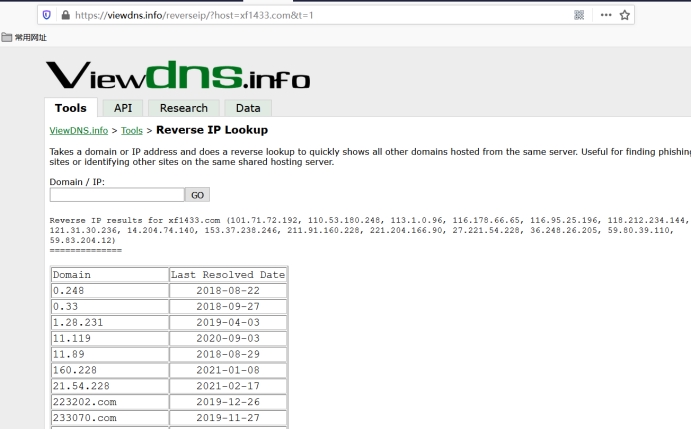 https://viewdns.info/reverseip/?host=xf1433.com&t=1
常用网址
Viewdns.info
Tools API Research Data
ViewDNS.info > Tools > Reverse IP Lookup
Takes a domain or IP address and does a reverse lookup to quickly shows all other domains hosted from the same server. Useful for finding phishing
sites or identifying other sites on the same shared hosting server.
Domain / IP:
GO
Reverse IP results for xf1433.com (101.71.72.192, 110.53.180.248, 113.1.0.96, 116.178.66.65, 116.95.25.196, 118.212.234.144,
121.31.30.236, 14.204.74.140, 153.37.238.246, 211.91.160.228, 221.204.166.90, 27.221.54.228, 36.248.26.205, 59.80.39.110,
59.83.204.12)
==============
Domain Last Resolved Date
0.248 2018-08-22
0.33 2018-09-27
1.28.231 2019-04-03
11.119 2020-09-03
11.89 2018-08-29
160.228 2021-01-08
21.54.228 2021-02-17
223202.com 2019-12-26
233070.com 2019-11-27